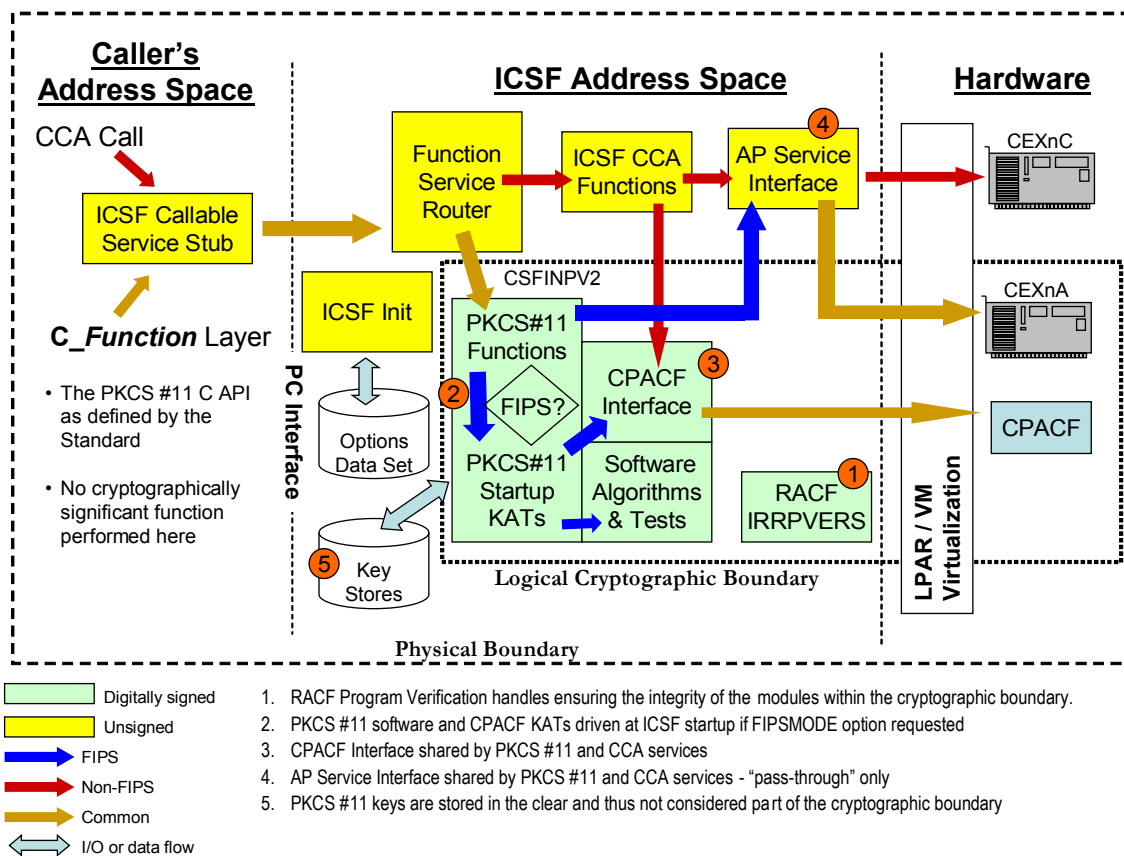 Caller's
Address Space
ICSF Address Space
Hardware
CCA Call
ICSF Callable
Service Stub
C_Function Layer
• The PKCS #11 C API
as defined by the
Standard
• No cryptographically
significant function
performed here
PC Interface
Function
Service
Router
ICSF CCA
Functions
4
AP Service
Interface
CEXnC
ICSF Init
Options
Data Set
5
Key
Stores
CSFINPV2
PKCS#11
Functions
2
FIPS?
PKCS#11
Startup
KATs
3
CPACF
Interface
Software
Algorithms
& Tests
1
RACF
IRRPVERS
Logical Cryptographic Boundary
LPAR / VM
Virtualization
CEXnA
CPACF
Physical Boundary
Digitally signed
Unsigned
FIPS
Non-FIPS
Common
I/O or data flow
1. RACF Program Verification handles ensuring the integrity of the modules within the cryptographic boundary.
2. PKCS #11 software and CPACF KATs driven at ICSF startup if FIPSMODE option requested
3. CPACF Interface shared by PKCS #11 and CCA services
4. AP Service Interface shared by PKCS #11 and CCA services - “pass-through” only
5. PKCS #11 keys are stored in the clear and thus not considered part of the cryptographic boundary